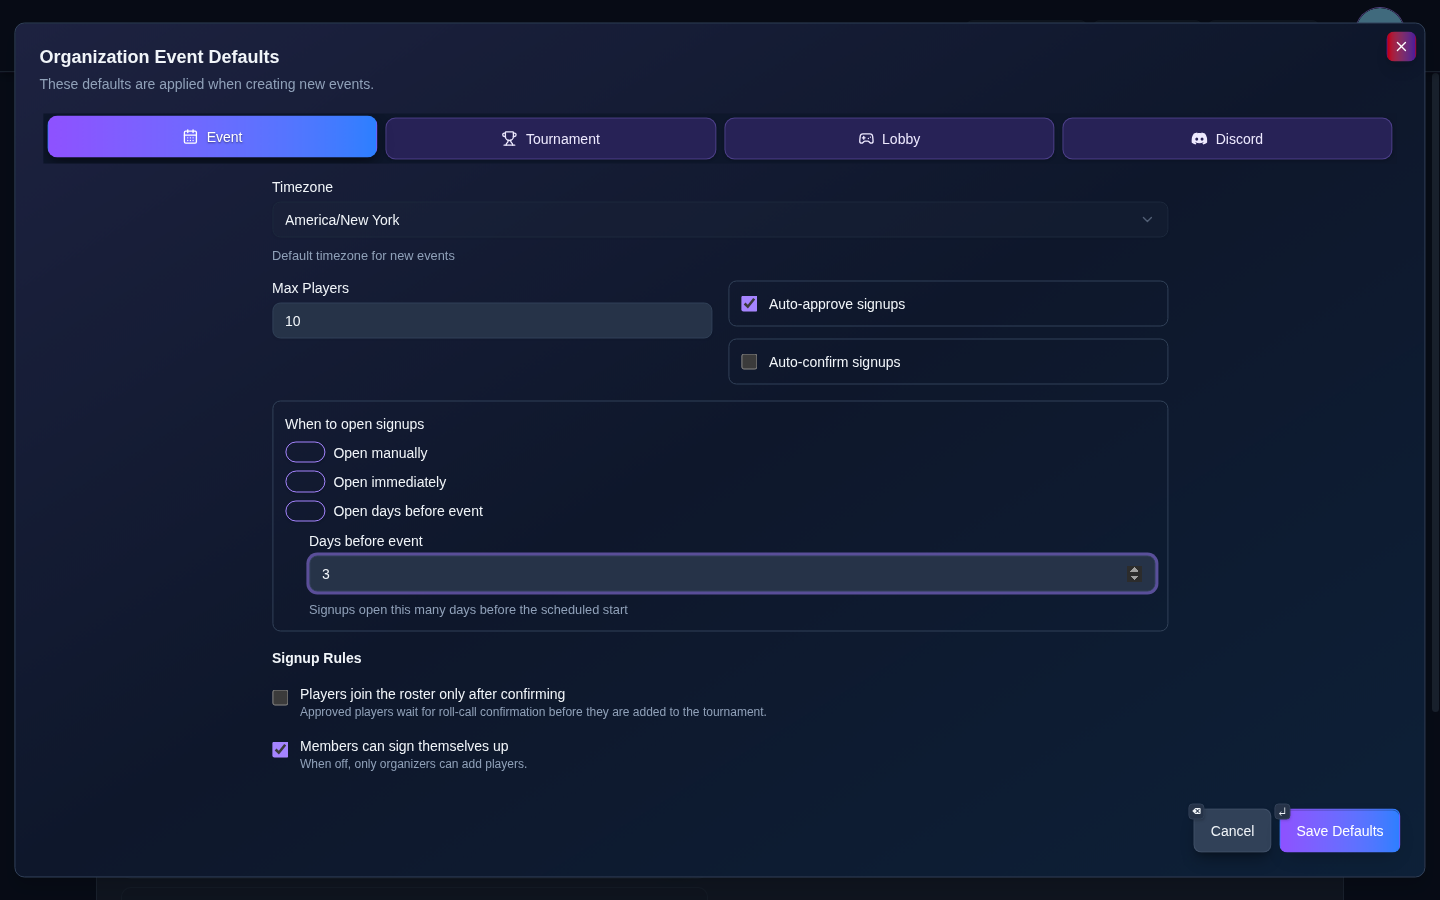 Organization Event Defaults
These defaults are applied when creating new events.
Event
Tournament
Lobby
Discord
Timezone
America/New York
Default timezone for new events
Max Players
10
Auto-approve signups
Auto-confirm signups
When to open signups
Open manually
Open immediately
Open days before event
Days before event
3
Signups open this many days before the scheduled start
Signup Rules
Players join the roster only after confirming
Approved players wait for roll-call confirmation before they are added to the tournament.
Members can sign themselves up
When off, only organizers can add players.
Cancel
Save Defaults